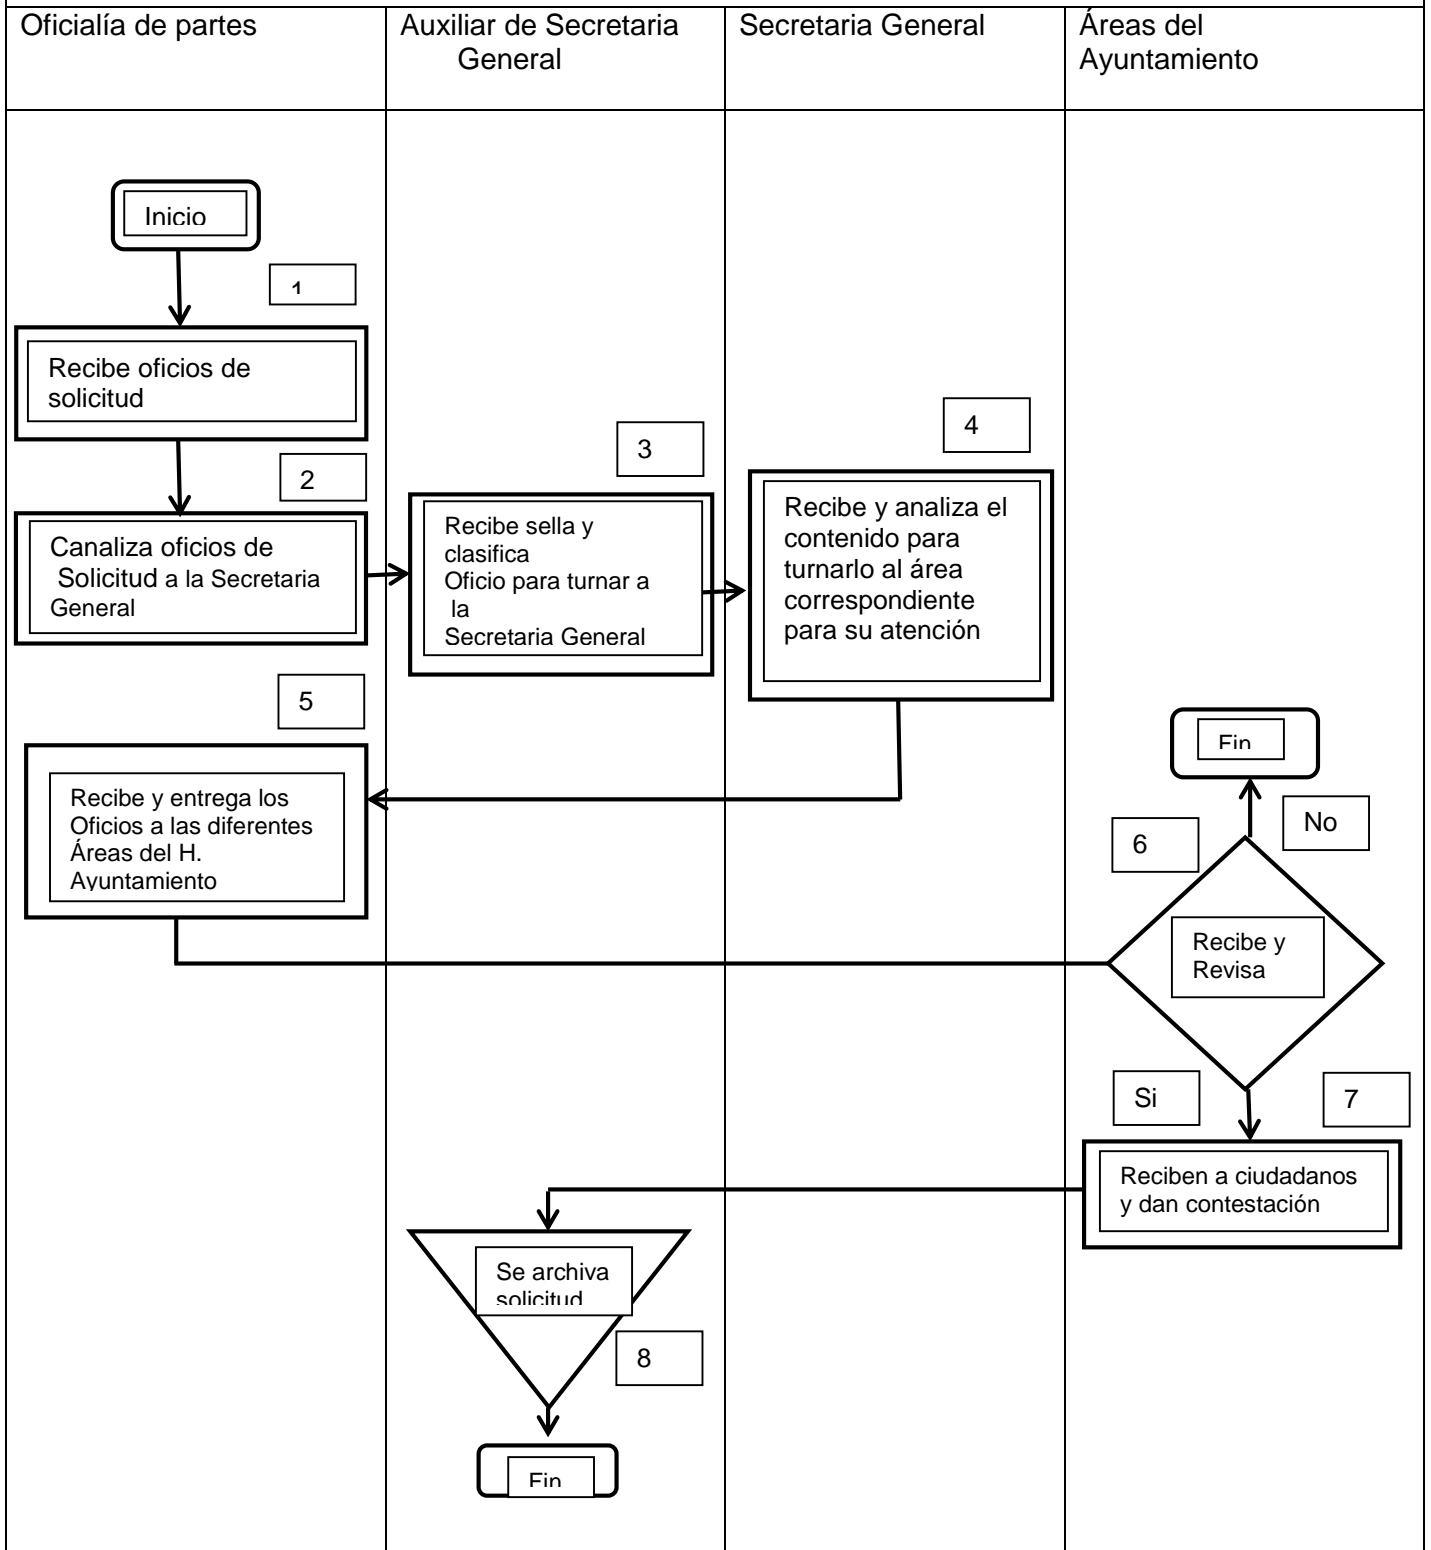 Oficialía de partes
Auxiliar de Secretaria
General
Secretaria General
Áreas del
Ayuntamiento
Inicio
1
Recibe oficios de
solicitud
2
Canaliza oficios de
Solicitud a la Secretaria
General
3
Recibe sella y
clasifica
Oficio para turnar a
la
Secretaria General
4
Recibe y analiza el
contenido para
turnarlo al área
correspondiente
para su atención
5
Recibe y entrega los
Oficios a las diferentes
Áreas del H.
Ayuntamiento
Fin
No
6
Recibe y
Revisa
Si
7
Reciben a ciudadanos
y dan contestación
Se archiva
solicitud
8
Fin